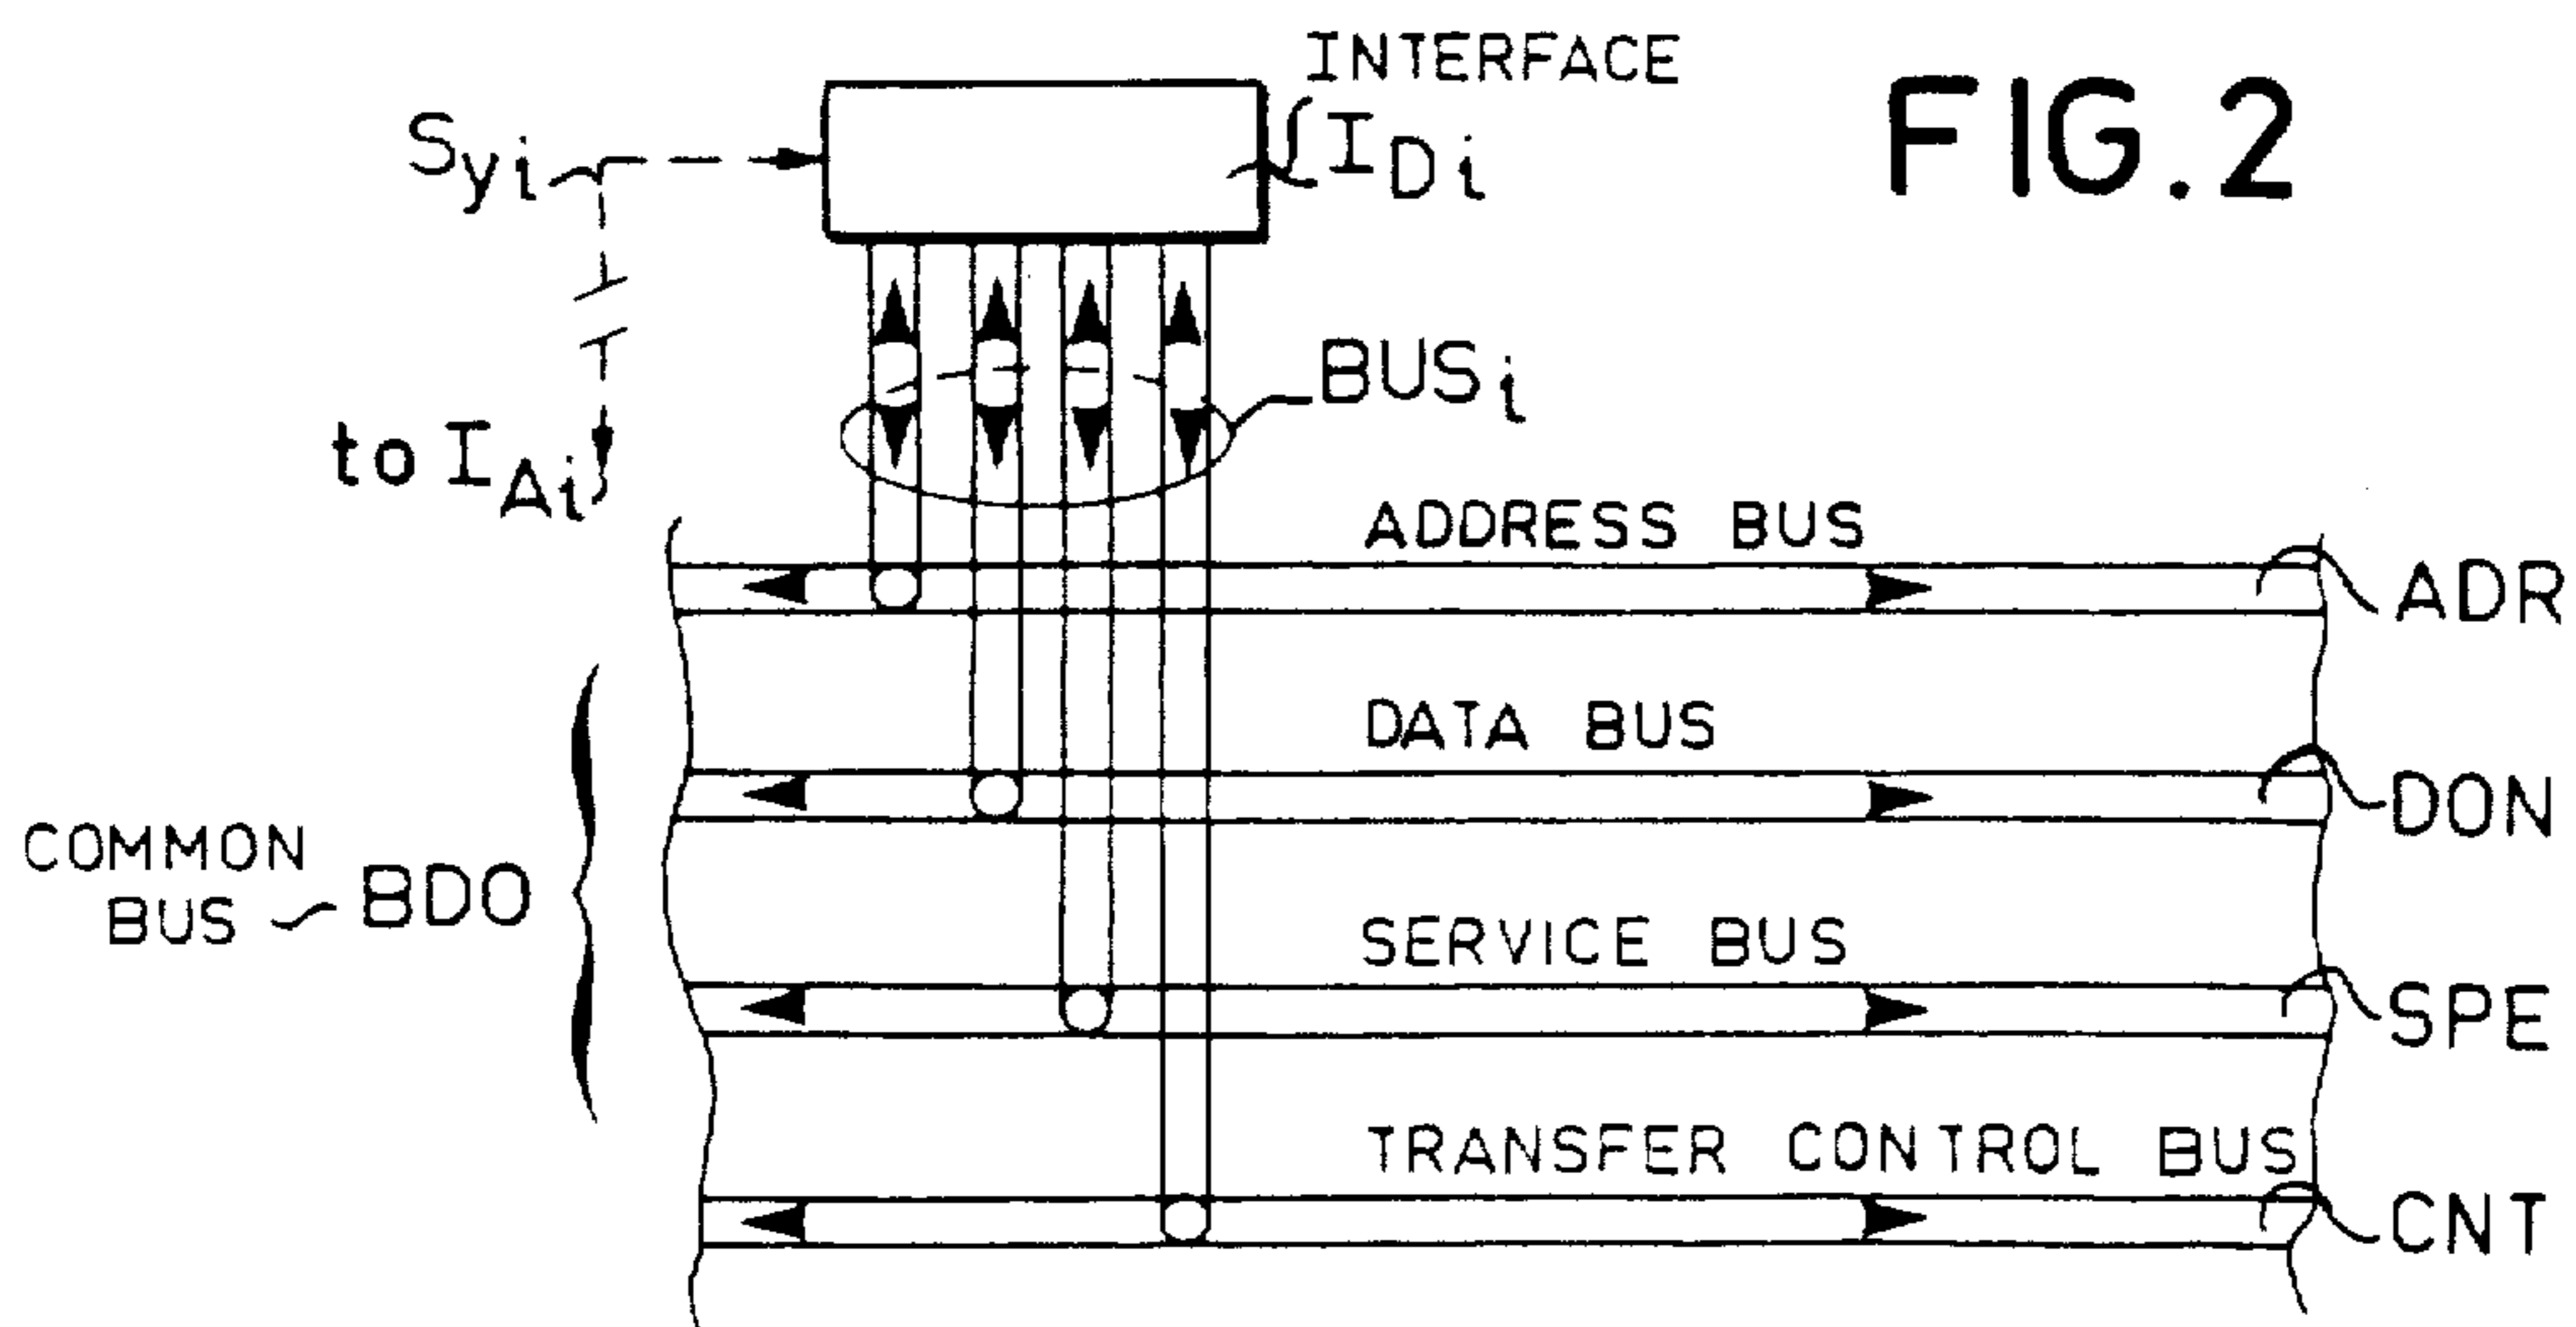 INTERFACE
FIG.2
Syi
IDi
BUSi
to IAi
ADDRESS BUS
ADR
DATA BUS
DON
COMMON
BUS
BDO
SERVICE BUS
SPE
TRANSFER CONTROL BUS
CNT